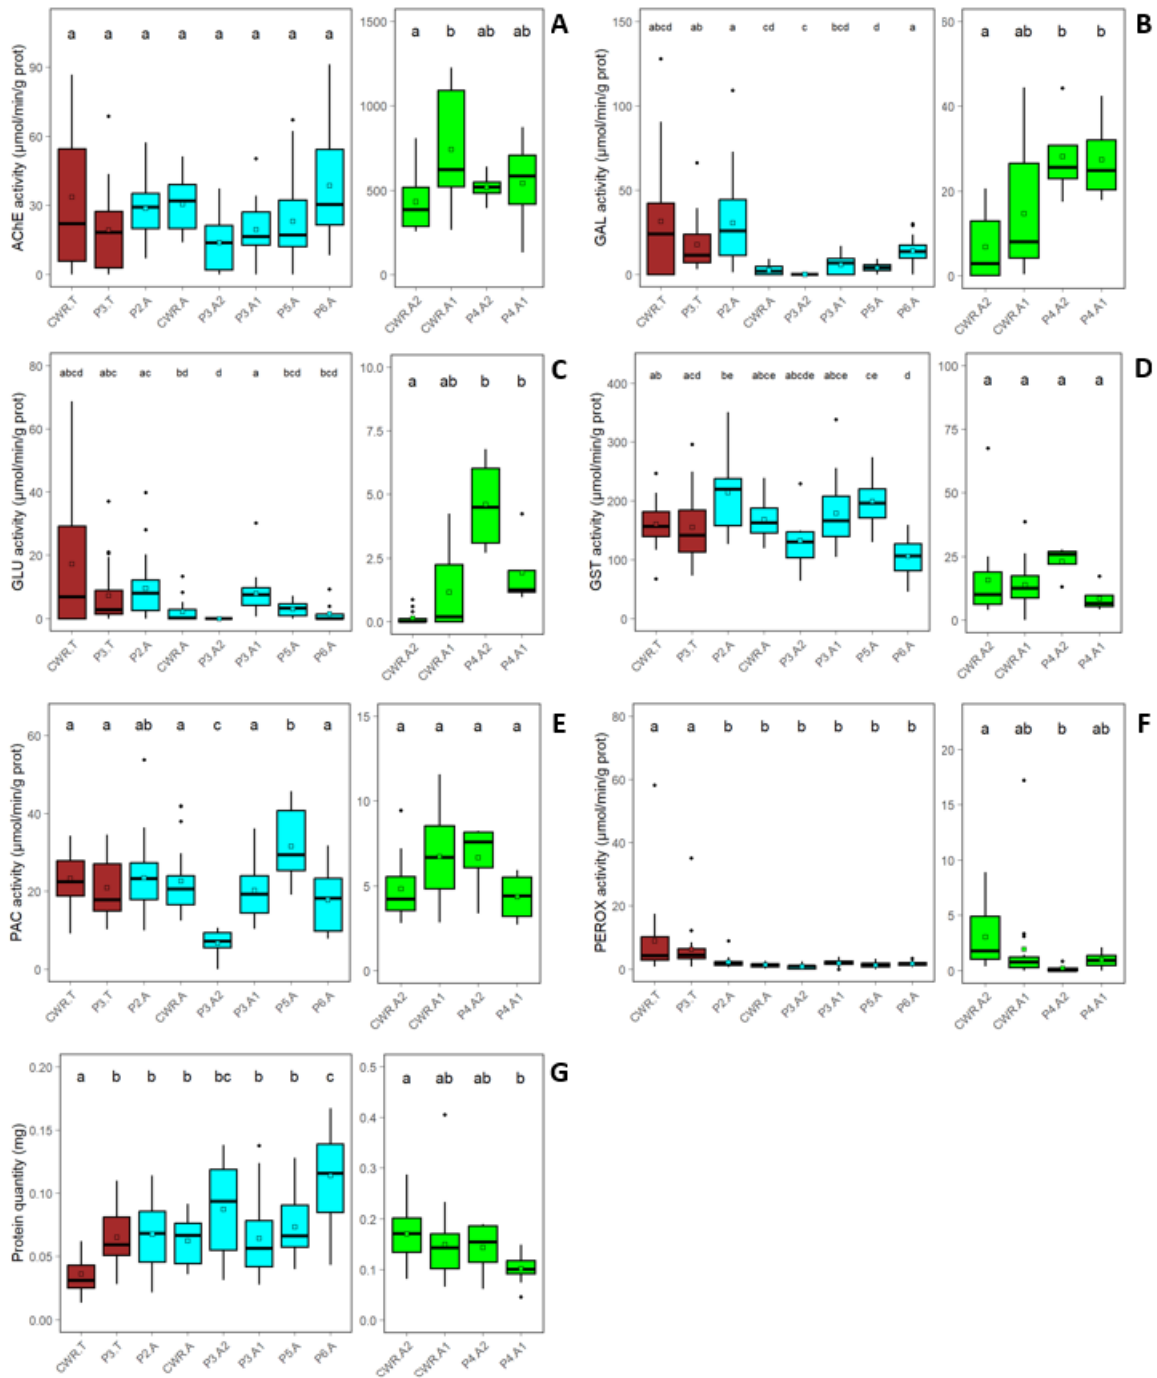 A
AChE activity (µmol/min/g prot)
90
60
30
0
a a a a a a a a
CWR.T P3.T P2.A CWR.A P3.A2 P3.A1 P5.A P6.A
1500
1000
500
0
a b ab ab
CWR.A2 CWR.A1 P4.A2 P4.A1
B
GAL activity (µmol/min/g prot)
150
100
50
0
abcd ab a cd c bcd d a
CWR.T P3.T P2.A CWR.A P3.A2 P3.A1 P5.A P6.A
60
40
20
0
a ab b b
CWR.A2 CWR.A1 P4.A2 P4.A1
C
GLU activity (µmol/min/g prot)
80
60
40
20
0
abcd abc ac bd d a bcd bcd
CWR.T P3.T P2.A CWR.A P3.A2 P3.A1 P5.A P6.A
10.0
7.5
5.0
2.5
0.0
a ab b b
CWR.A2 CWR.A1 P4.A2 P4.A1
D
GST activity (µmol/min/g prot)
400
300
200
100
0
ab acd be abce abcde abce ce d
CWR.T P3.T P2.A CWR.A P3.A2 P3.A1 P5.A P6.A
100
75
50
25
0
a a a a
CWR.A2 CWR.A1 P4.A2 P4.A1
E
PAC activity (µmol/min/g prot)
60
40
20
0
a a ab a c a b a
CWR.T P3.T P2.A CWR.A P3.A2 P3.A1 P5.A P6.A
15
10
5
0
a a a a
CWR.A2 CWR.A1 P4.A2 P4.A1
F
PEROX activity (µmol/min/g prot)
80
60
40
20
0
a a b b b b b b
CWR.T P3.T P2.A CWR.A P3.A2 P3.A1 P5.A P6.A
20
15
10
5
0
a ab b ab
CWR.A2 CWR.A1 P4.A2 P4.A1
G
Protein quantity (mg)
0.20
0.15
0.10
0.05
0.00
a b b b bc b b c
CWR.T P3.T P2.A CWR.A P3.A2 P3.A1 P5.A P6.A
0.5
0.4
0.3
0.2
0.1
0.0
a ab ab b
CWR.A2 CWR.A1 P4.A2 P4.A1